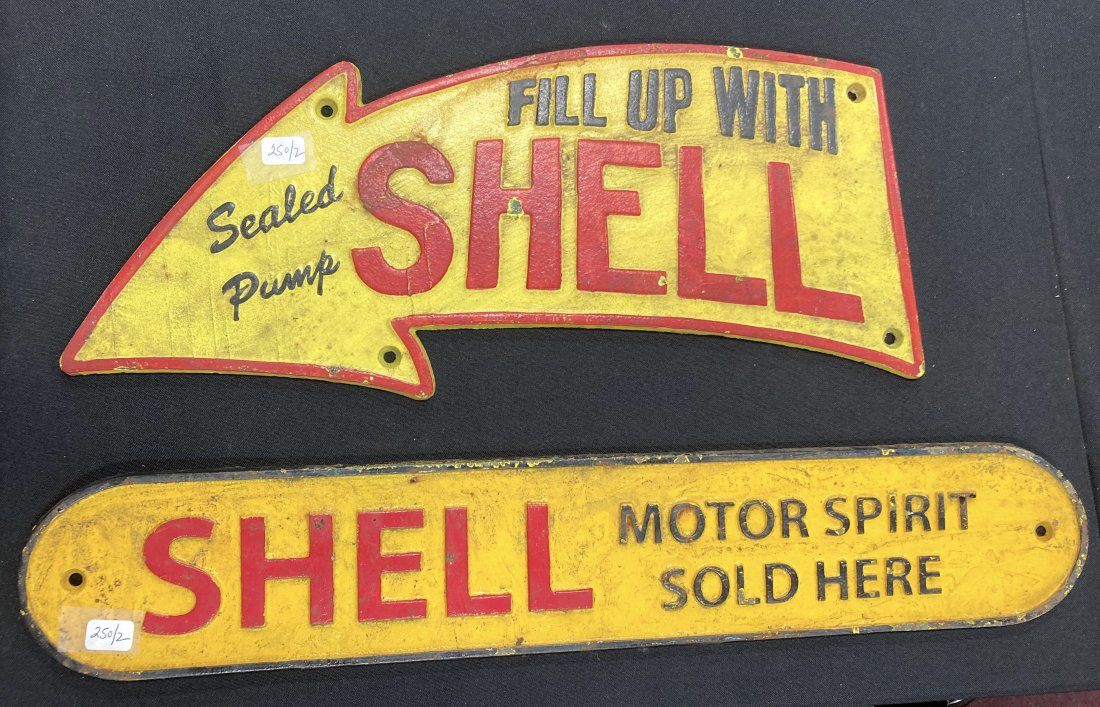 FILL UP WITH
SHELL
Sealed
Pump
250/2
SHELL
MOTOR SPIRIT
SOLD HERE
250/2